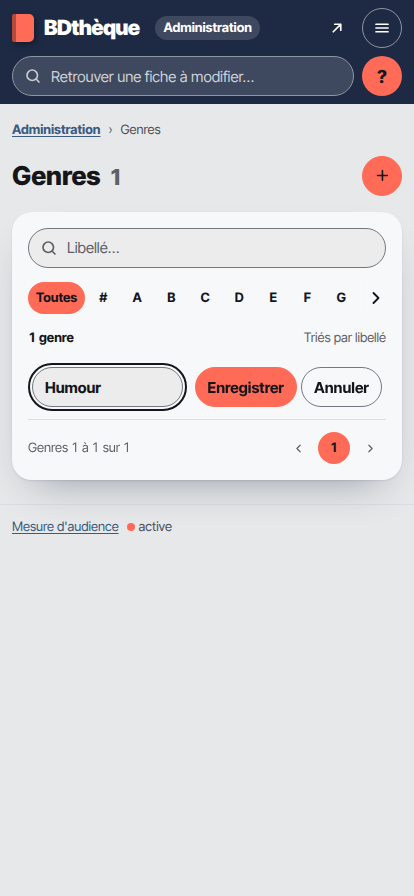 BDthèque Administration
Retrouver une fiche à modifier... ?
Administration › Genres
Genres 1
Libellé...
Toutes # A B C D E F G
1 genre Triés par libellé
Humour Enregistrer Annuler
Genres 1 à 1 sur 1 ‹ 1 ›
Mesure d'audience active